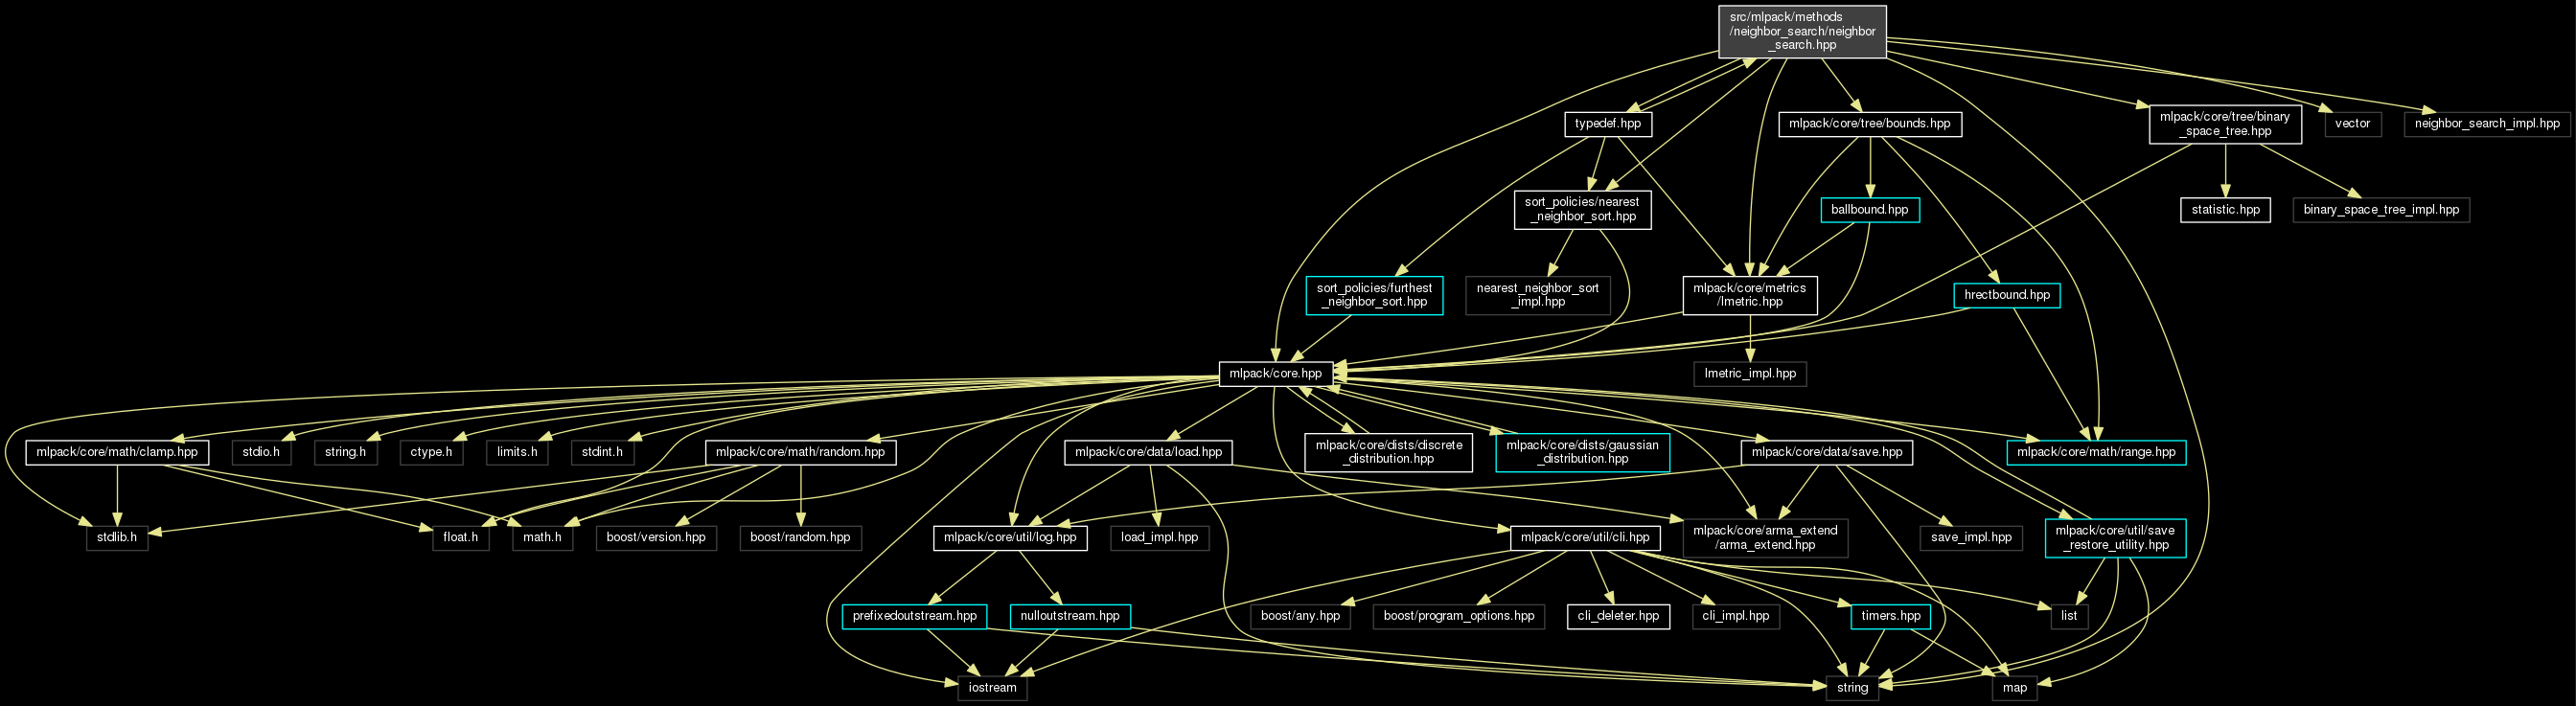 src/mlpack/methods
/neighbor_search/neighbor
_search.hpp
typedef.hpp
mlpack/core/tree/bounds.hpp
mlpack/core/tree/binary
_space_tree.hpp
vector
neighbor_search_impl.hpp
sort_policies/nearest
_neighbor_sort.hpp
ballbound.hpp
statistic.hpp
binary_space_tree_impl.hpp
sort_policies/furthest
_neighbor_sort.hpp
nearest_neighbor_sort
_impl.hpp
mlpack/core/metrics
/lmetric.hpp
hrectbound.hpp
mlpack/core.hpp
lmetric_impl.hpp
mlpack/core/math/clamp.hpp
stdio.h
string.h
ctype.h
limits.h
stdint.h
mlpack/core/math/random.hpp
mlpack/core/data/load.hpp
mlpack/core/dists/discrete
_distribution.hpp
mlpack/core/dists/gaussian
_distribution.hpp
mlpack/core/data/save.hpp
mlpack/core/math/range.hpp
stdlib.h
float.h
math.h
boost/version.hpp
boost/random.hpp
mlpack/core/util/log.hpp
load_impl.hpp
mlpack/core/util/cli.hpp
mlpack/core/arma_extend
/arma_extend.hpp
save_impl.hpp
mlpack/core/util/save
_restore_utility.hpp
prefixedoutstream.hpp
nulloutstream.hpp
boost/any.hpp
boost/program_options.hpp
cli_deleter.hpp
cli_impl.hpp
timers.hpp
list
iostream
string
map